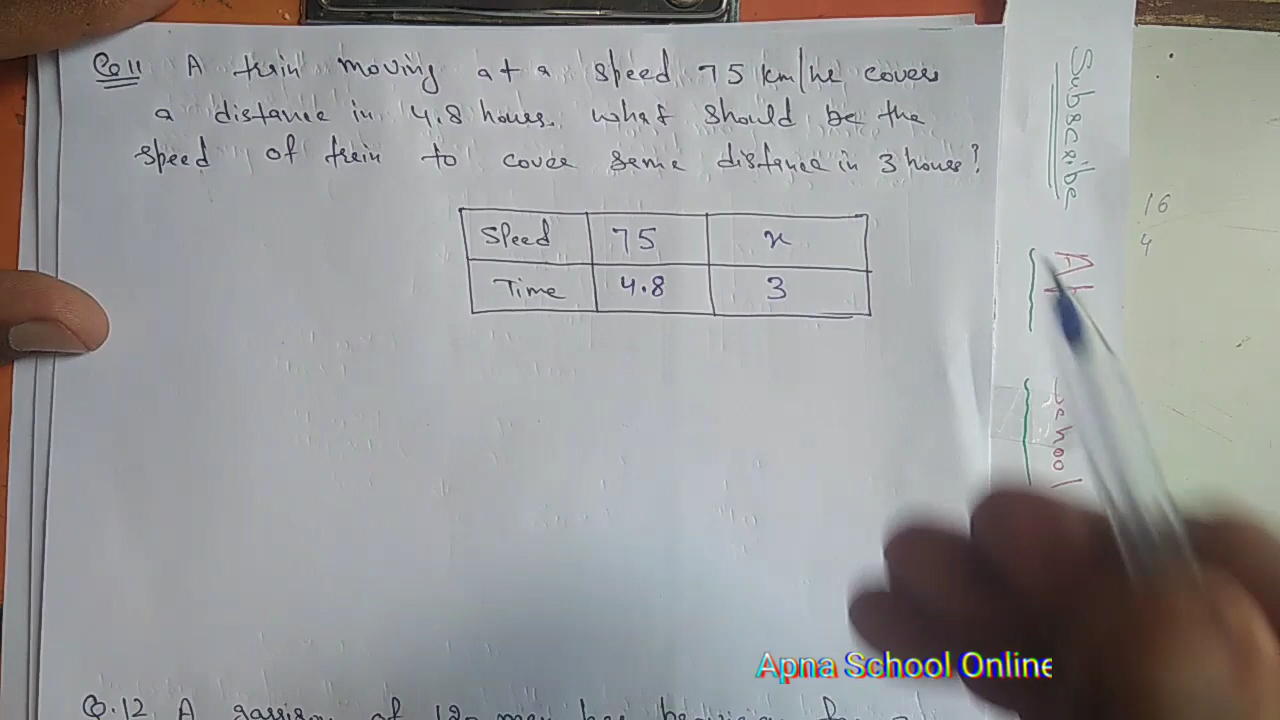 Q11 A train moving at a speed 75 km/hr covers
a distance in 4.8 hours. what should be the
speed of train to cover same distance in 3 hours?
Speed 75 x
Time 4.8 3
Subscribe
school
16
4
Apna School Online
Q.12 A